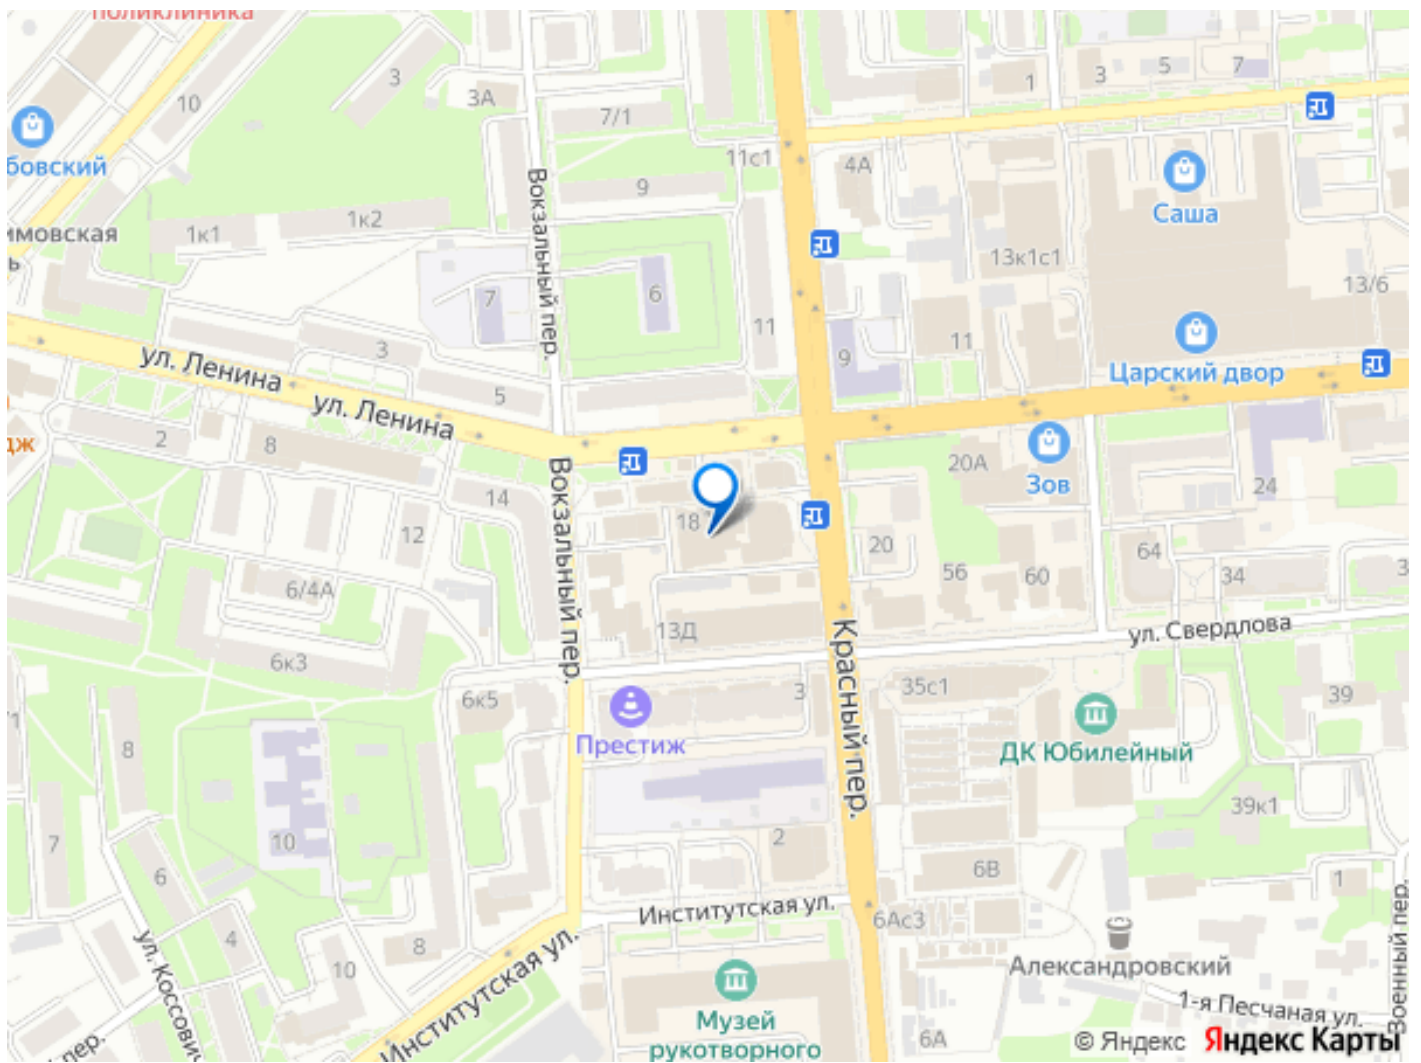 поликлиника
3
10
3А
7/1
1
3
5
7
бовский
11с1
4А
Саша
9
1к2
1к1
имовская
ь
Вокзальный пер.
13к1с1
13/6
7
6
11
11
9
3
ул. Ленина
5
Царский двор
ул. Ленина
дж
2
8
20А
Зов
24
14
18
12
20
64
34
3
56
60
6/4А
Вокзальный пер.
13Д
ул. Свердлова
6к3
6к5
3
35с1
39
Красный пер.
Престиж
ДК Юбилейный
8
39к1
7
10
2
6
6В
1
Институтская ул.
6Ас3
4
8
10
ул. Коссович
Институтская ул.
Александровский
1-я Песчаная ул.
Военный пер.
Музей
рукотворного
6А
пер.
© Яндекс Яндекс Карты